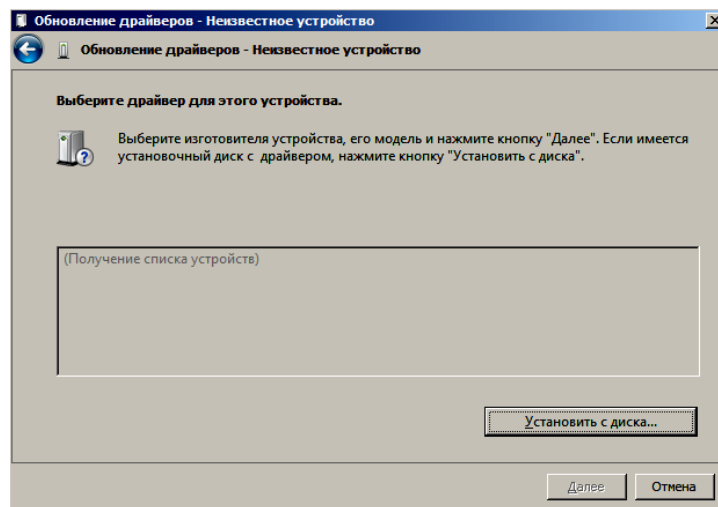 Обновление драйверов - Неизвестное устройство
Обновление драйверов - Неизвестное устройство
Выберите драйвер для этого устройства.
Выберите изготовителя устройства, его модель и нажмите кнопку "Далее". Если имеется
установочный диск с драйвером, нажмите кнопку "Установить с диска".
(Получение списка устройств)
Установить с диска...
Далее
Отмена